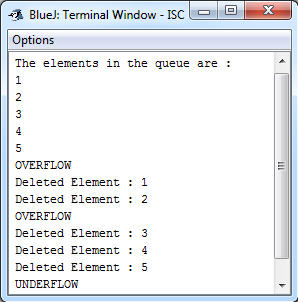 BlueJ: Terminal Window - ISC
Options
The elements in the queue are :
1
2
3
4
5
OVERFLOW
Deleted Element : 1
Deleted Element : 2
OVERFLOW
Deleted Element : 3
Deleted Element : 4
Deleted Element : 5
UNDERFLOW